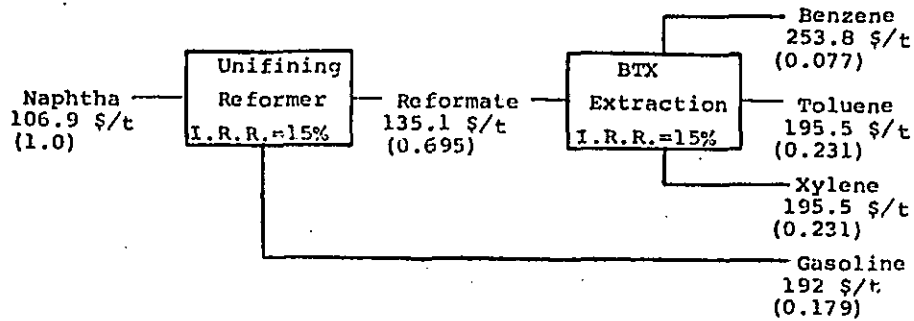 Naphtha
106.9 $/t
(1.0)
Unifining
Reformer
I.R.R.=15%
Reformate
135.1 $/t
(0.695)
BTX
Extraction
I.R.R.=15%
Benzene
253.8 $/t
(0.077)
Toluene
195.5 $/t
(0.231)
Xylene
195.5 $/t
(0.231)
Gasoline
192 $/t
(0.179)